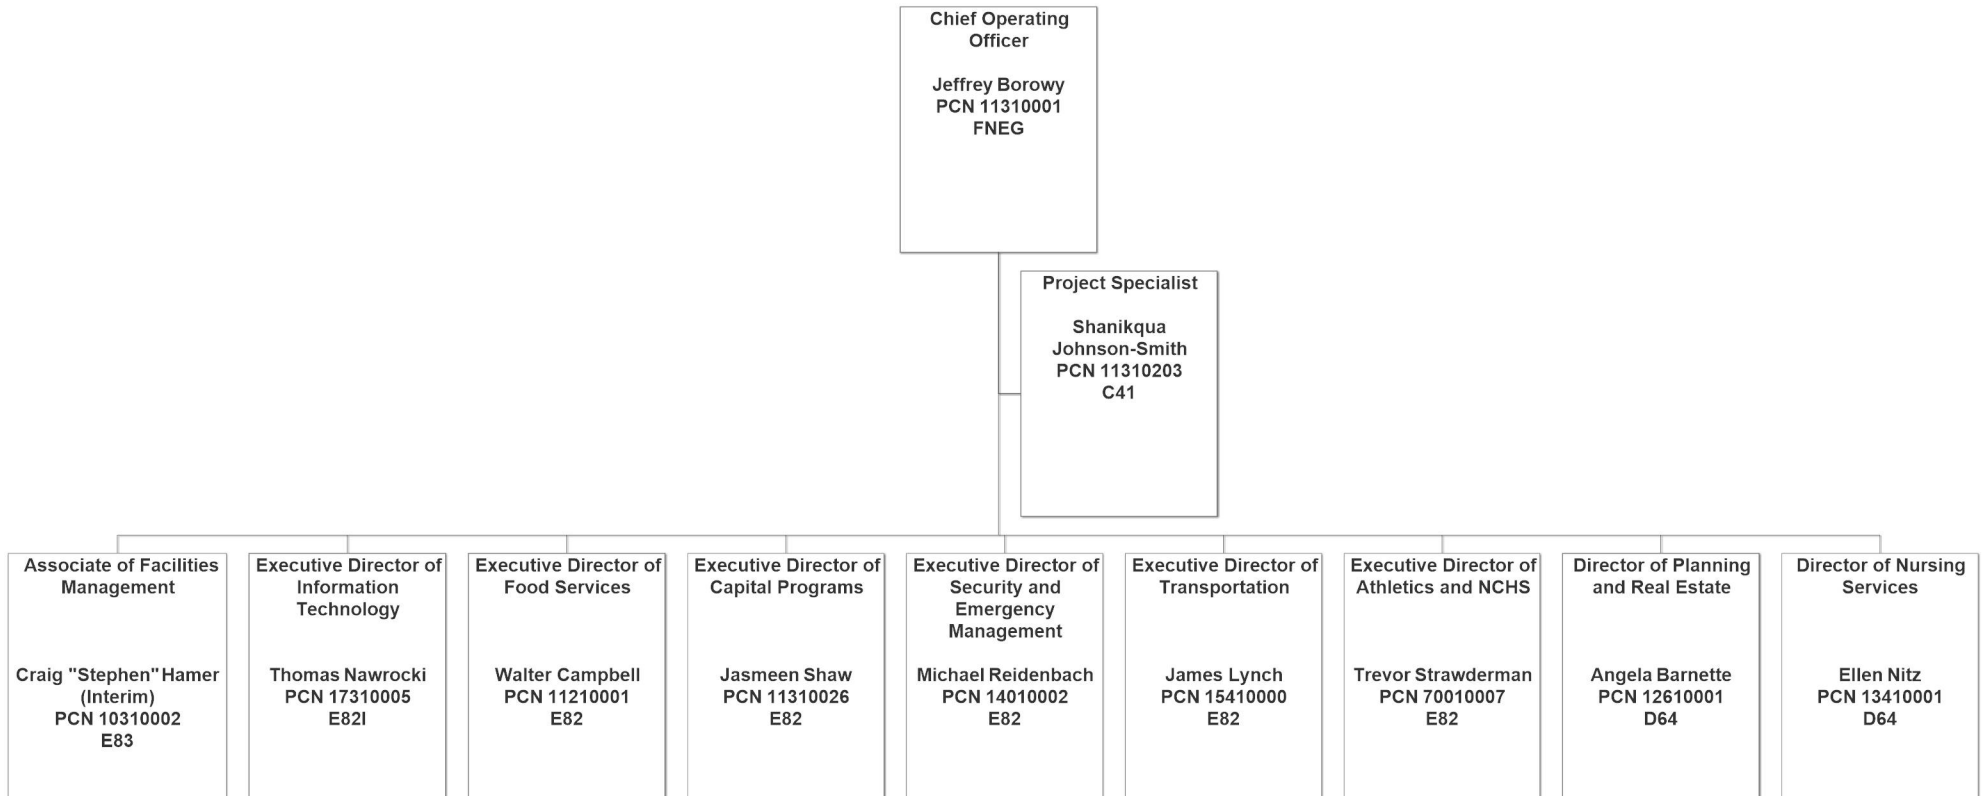 Chief Operating
Officer
Jeffrey Borowy
PCN 11310001
FNEG
Project Specialist
Shanikqua
Johnson-Smith
PCN 11310203
C41
Associate of Facilities
Management
Craig "Stephen" Hamer
(Interim)
PCN 10310002
E83
Executive Director of
Information
Technology
Thomas Nawrocki
PCN 17310005
E82I
Executive Director of
Food Services
Walter Campbell
PCN 11210001
E82
Executive Director of
Capital Programs
Jasmeen Shaw
PCN 11310026
E82
Executive Director of
Security and
Emergency
Management
Michael Reidenbach
PCN 14010002
E82
Executive Director of
Transportation
James Lynch
PCN 15410000
E82
Executive Director of
Athletics and NCHS
Trevor Strawderman
PCN 70010007
E82
Director of Planning
and Real Estate
Angela Barnette
PCN 12610001
D64
Director of Nursing
Services
Ellen Nitz
PCN 13410001
D64